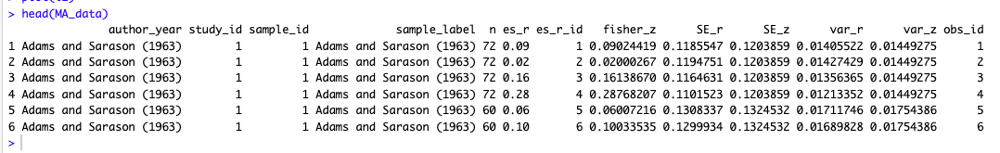 > head(MA_data)
author_year study_id sample_id sample_label n es_r es_r_id fisher_z SE_r SE_z var_r var_z obs_id
1 Adams and Sarason (1963) 1 1 Adams and Sarason (1963) 72 0.09 1 0.09024419 0.1185547 0.1203859 0.01405522 0.01449275 1
2 Adams and Sarason (1963) 1 1 Adams and Sarason (1963) 72 0.02 2 0.02000267 0.1194751 0.1203859 0.01427429 0.01449275 2
3 Adams and Sarason (1963) 1 1 Adams and Sarason (1963) 72 0.16 3 0.16138670 0.1164631 0.1203859 0.01356365 0.01449275 3
4 Adams and Sarason (1963) 1 1 Adams and Sarason (1963) 72 0.28 4 0.28768207 0.1101523 0.1203859 0.01213352 0.01449275 4
5 Adams and Sarason (1963) 1 1 Adams and Sarason (1963) 60 0.06 5 0.06007216 0.1308337 0.1324532 0.01711746 0.01754386 5
6 Adams and Sarason (1963) 1 1 Adams and Sarason (1963) 60 0.10 6 0.10033535 0.1299934 0.1324532 0.01689828 0.01754386 6
>